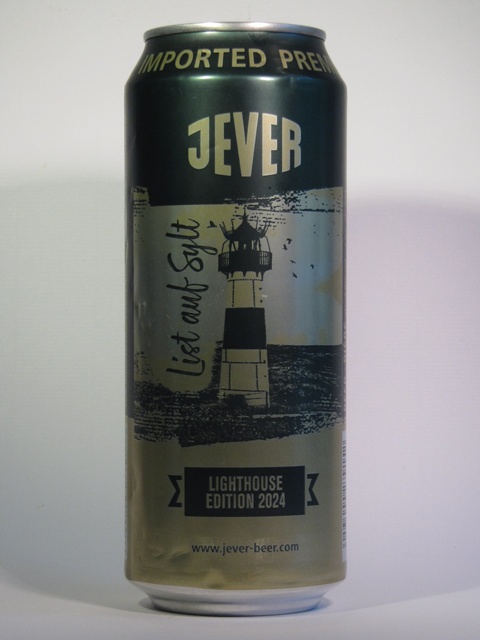 IMPORTED PREM
JEVER
List auf Sylt
LIGHTHOUSE
EDITION 2024
www.jever-beer.com